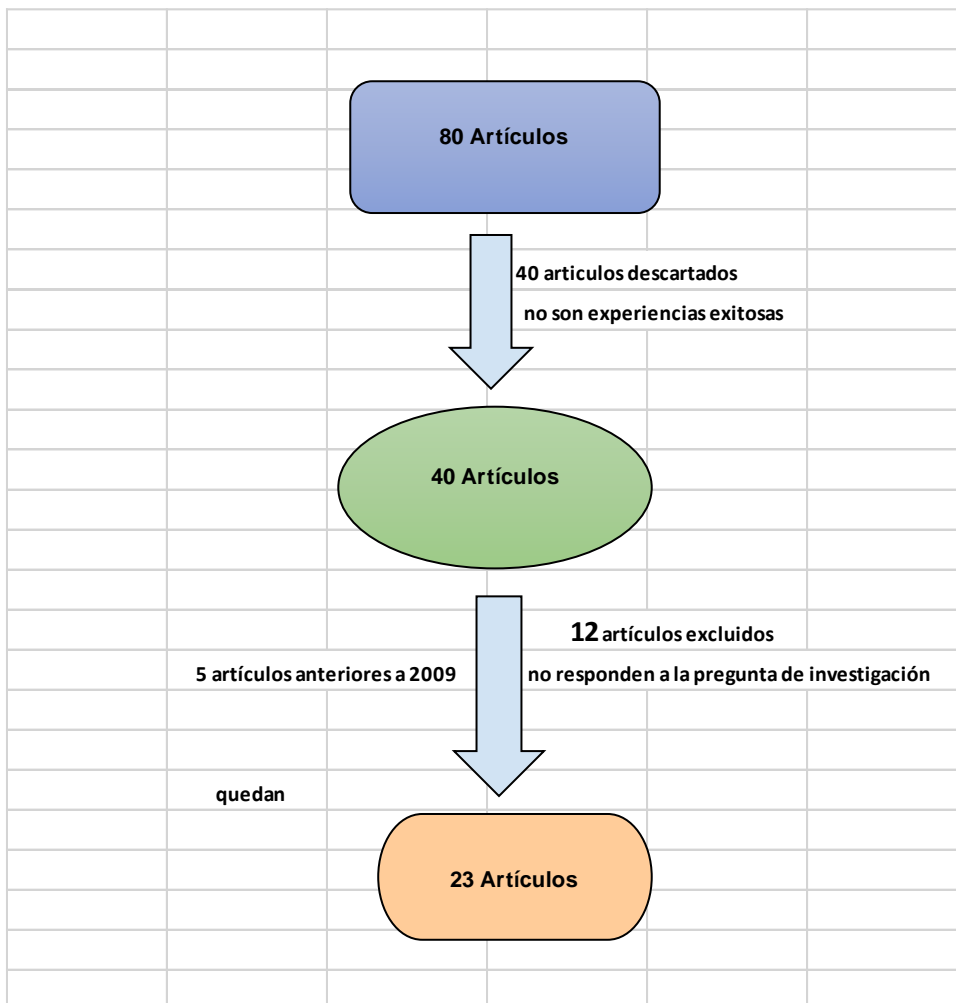 80 Artículos
40 articulos descartados
no son experiencias exitosas
40 Artículos
12 artículos excluidos
5 artículos anteriores a 2009
no responden a la pregunta de investigación
quedan
23 Artículos